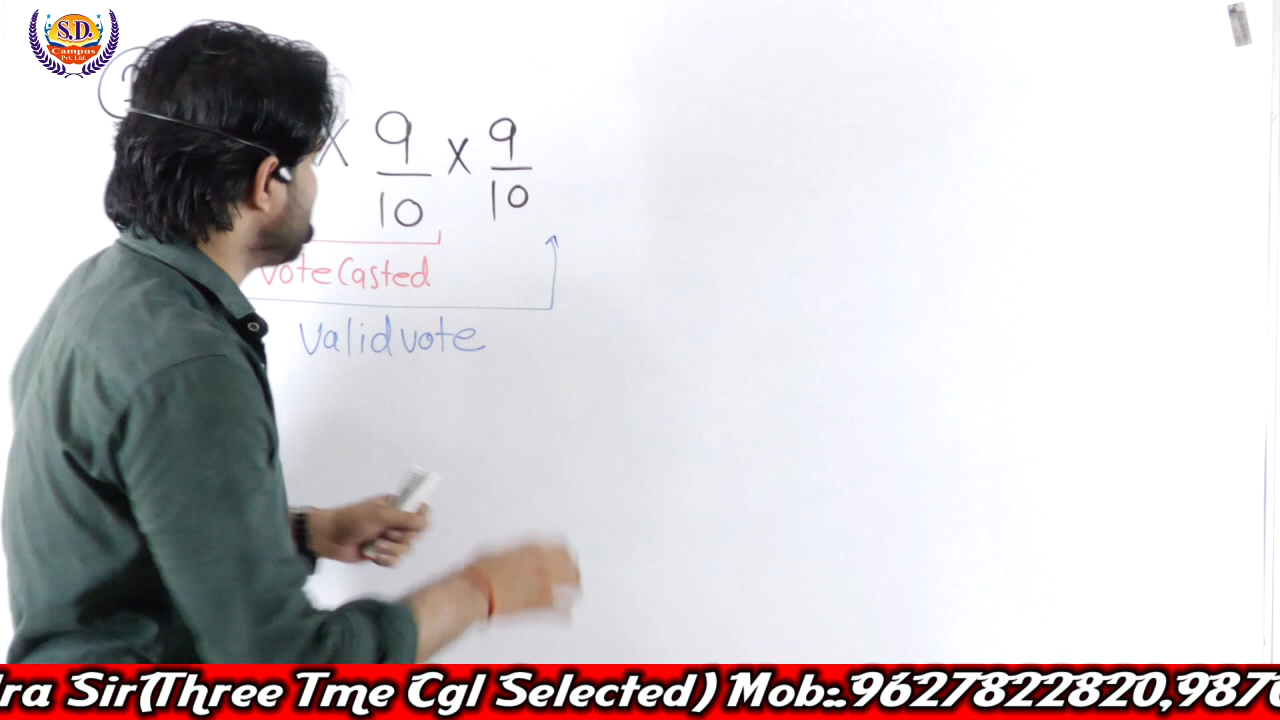 S.D.
Campus
Pvt. Ltd.
x 9/10 x 9/10
vote Casted
Valid vote
Sir(Three Tme Cgl Selected) Mob:.9627822820,987